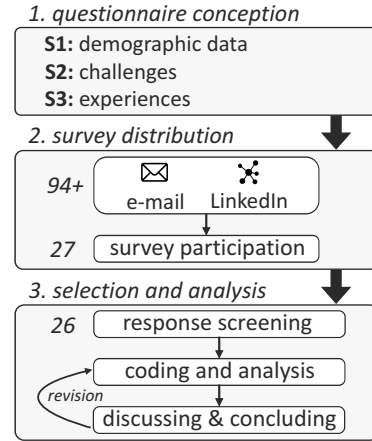 1. questionnaire conception
S1: demographic data
S2: challenges
S3: experiences
2. survey distribution
94+
e-mail LinkedIn
27 survey participation
3. selection and analysis
26 response screening
coding and analysis
revision
discussing & concluding